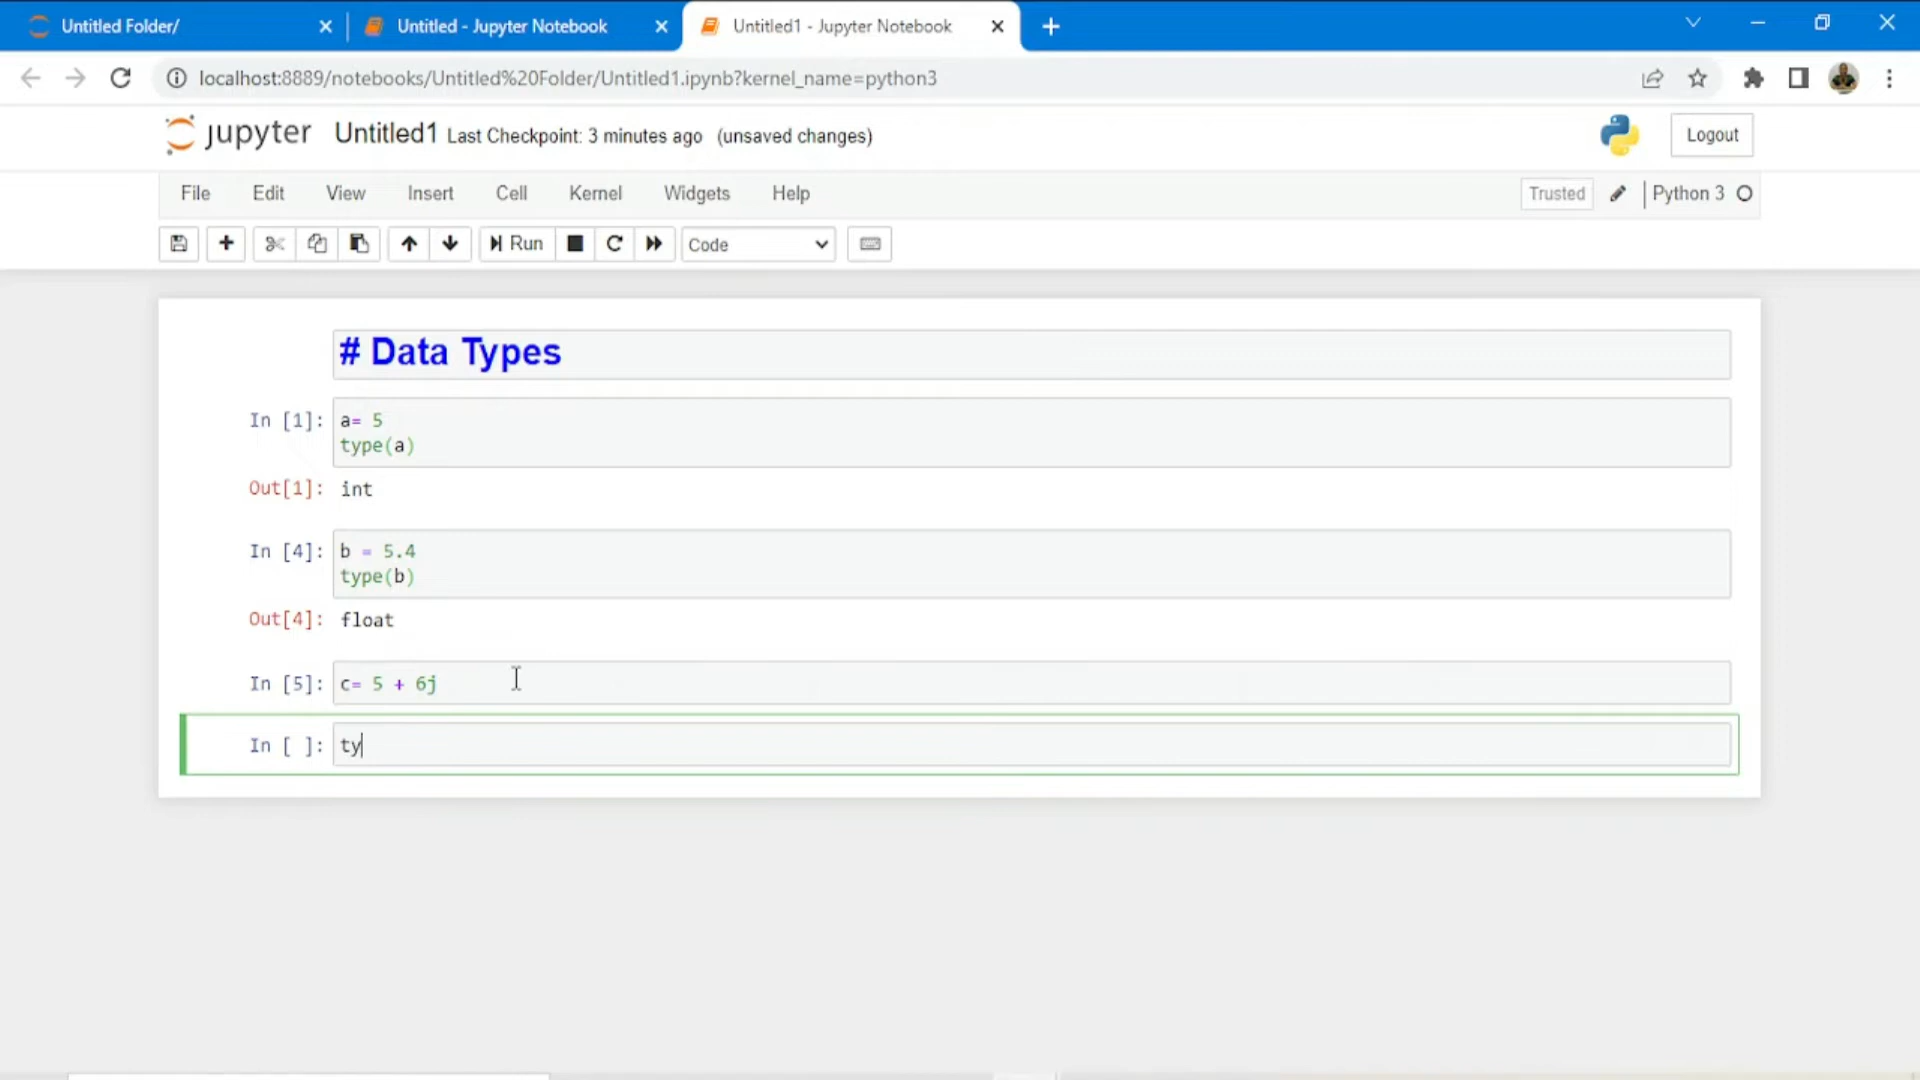 Untitled Folder/
Untitled - Jupyter Notebook
Untitled1 - Jupyter Notebook
localhost:8889/notebooks/Untitled%20Folder/Untitled1.ipynb?kernel_name=python3
jupyter Untitled1 Last Checkpoint: 3 minutes ago (unsaved changes)
Logout
File Edit View Insert Cell Kernel Widgets Help
Trusted
Python 3
Run
Code
# Data Types
In [1]: a= 5
type(a)
Out[1]: int
In [4]: b = 5.4
type(b)
Out[4]: float
In [5]: c= 5 + 6j
In [ ]: ty